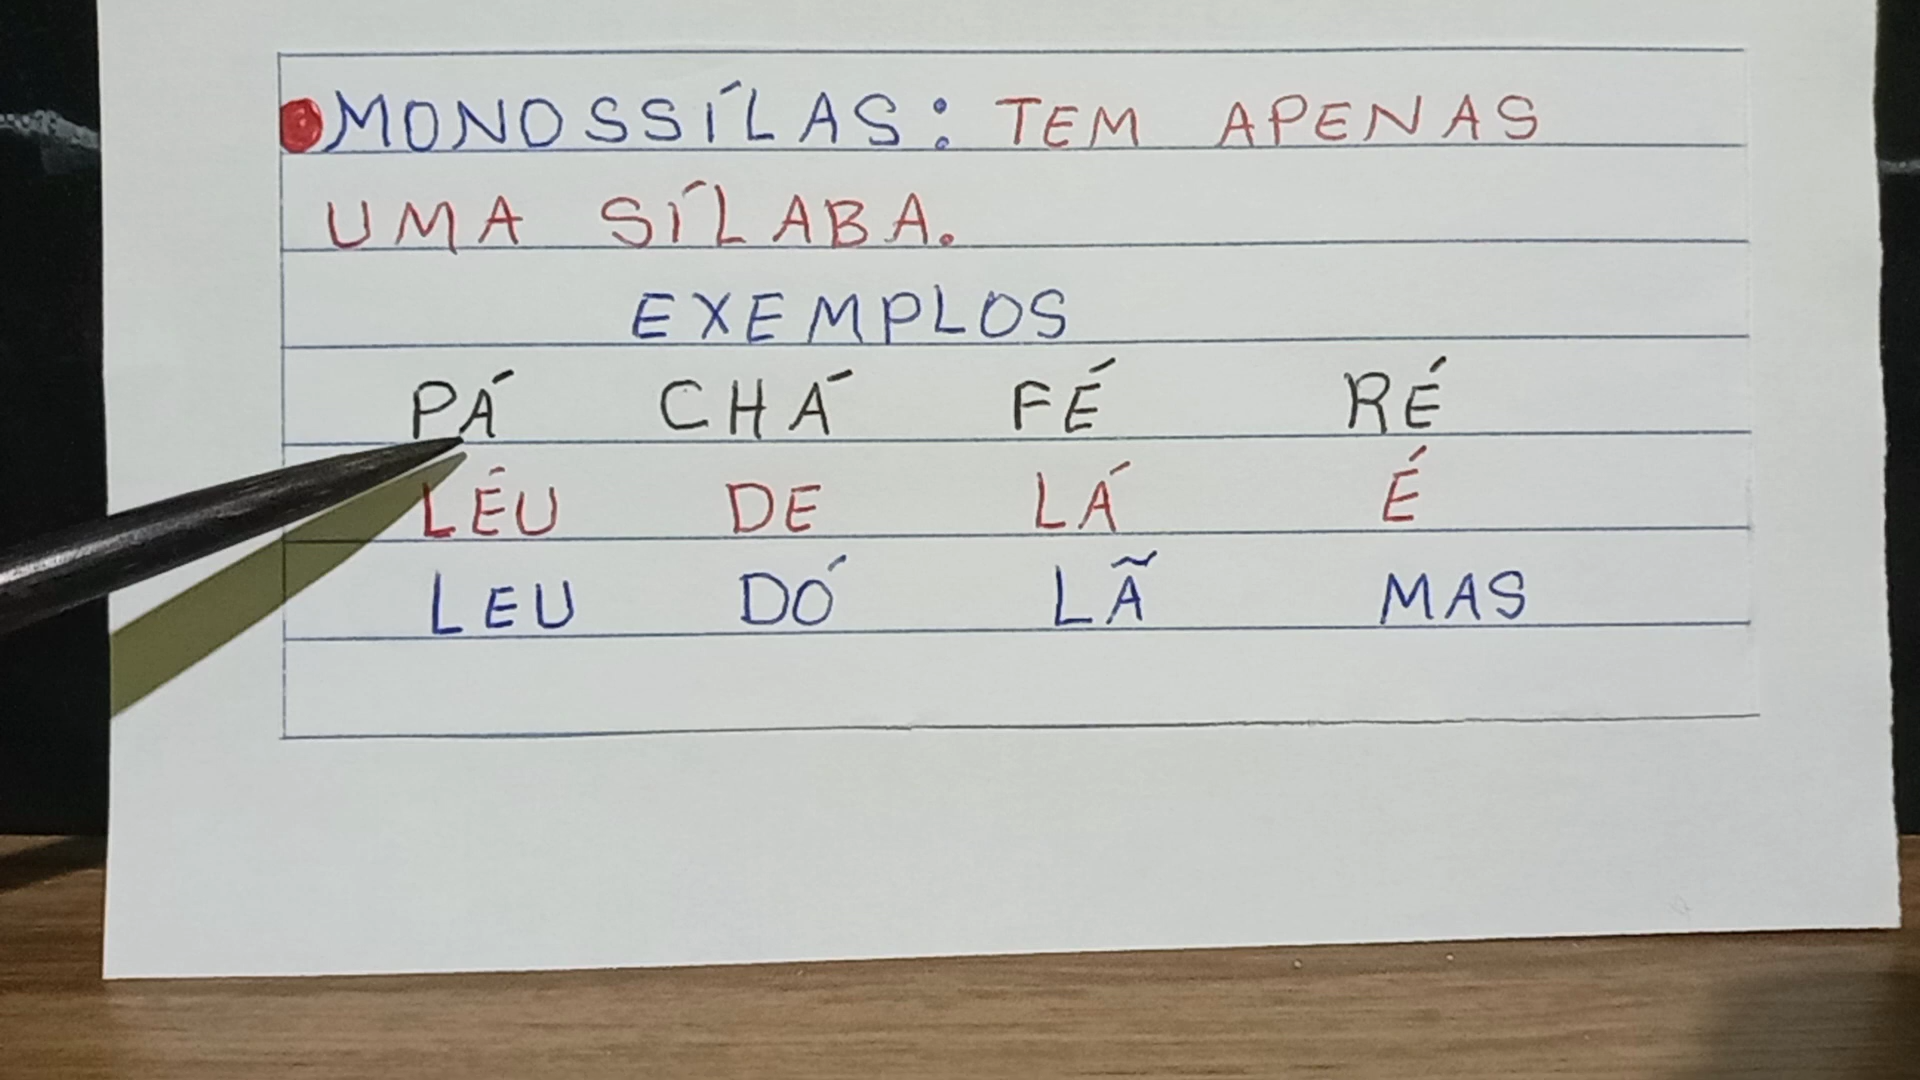 MONOSSÍLAS: TEM APENAS
UMA SÍLABA.
EXEMPLOS
PÁ CHÁ FÉ RÉ
LÉU DE LÁ É
LEU DÓ LÃ MAS